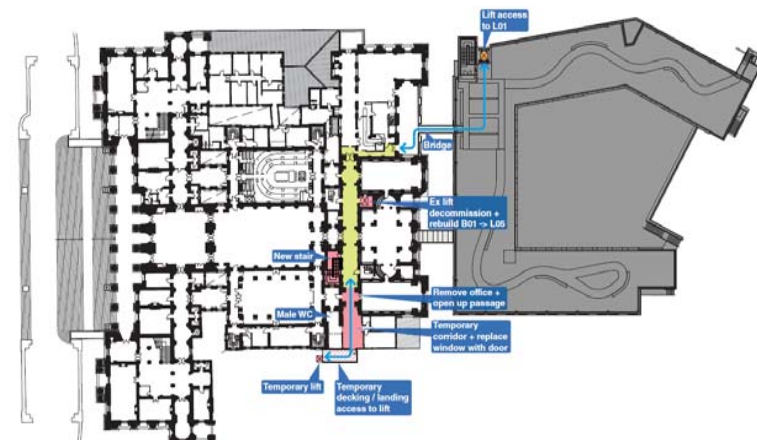 Lift access
to L01
Bridge
Ex lift
decommission +
rebuild B01 -> L05
New stair
Remove office +
open up passage
Male WC
Temporary
corridor + replace
window with door
Temporary lift
Temporary
decking / landing
access to lift